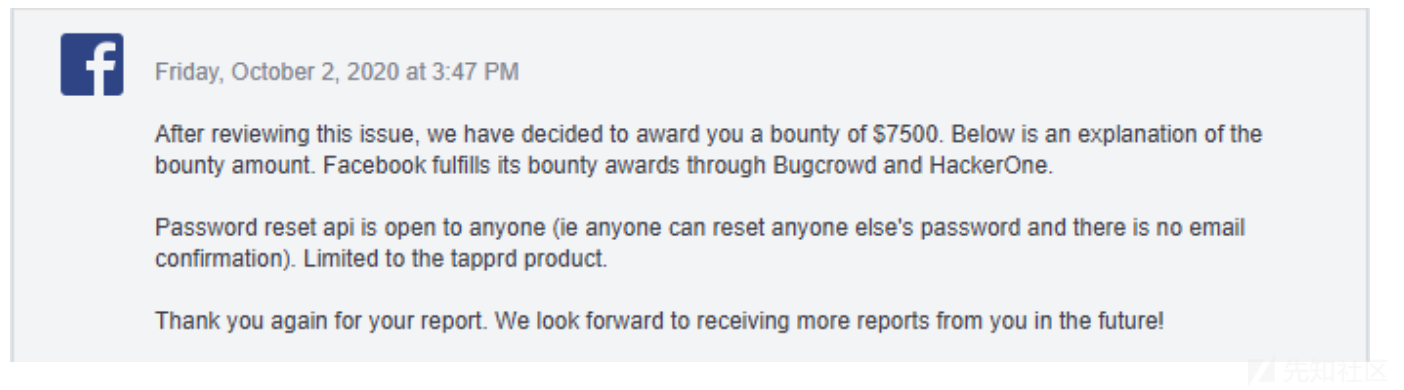 Friday, October 2, 2020 at 3:47 PM
After reviewing this issue, we have decided to award you a bounty of $7500. Below is an explanation of the
bounty amount. Facebook fulfills its bounty awards through Bugcrowd and HackerOne.
Password reset api is open to anyone (ie anyone can reset anyone else's password and there is no email
confirmation). Limited to the tapprd product.
Thank you again for your report. We look forward to receiving more reports from you in the future!
先知社区